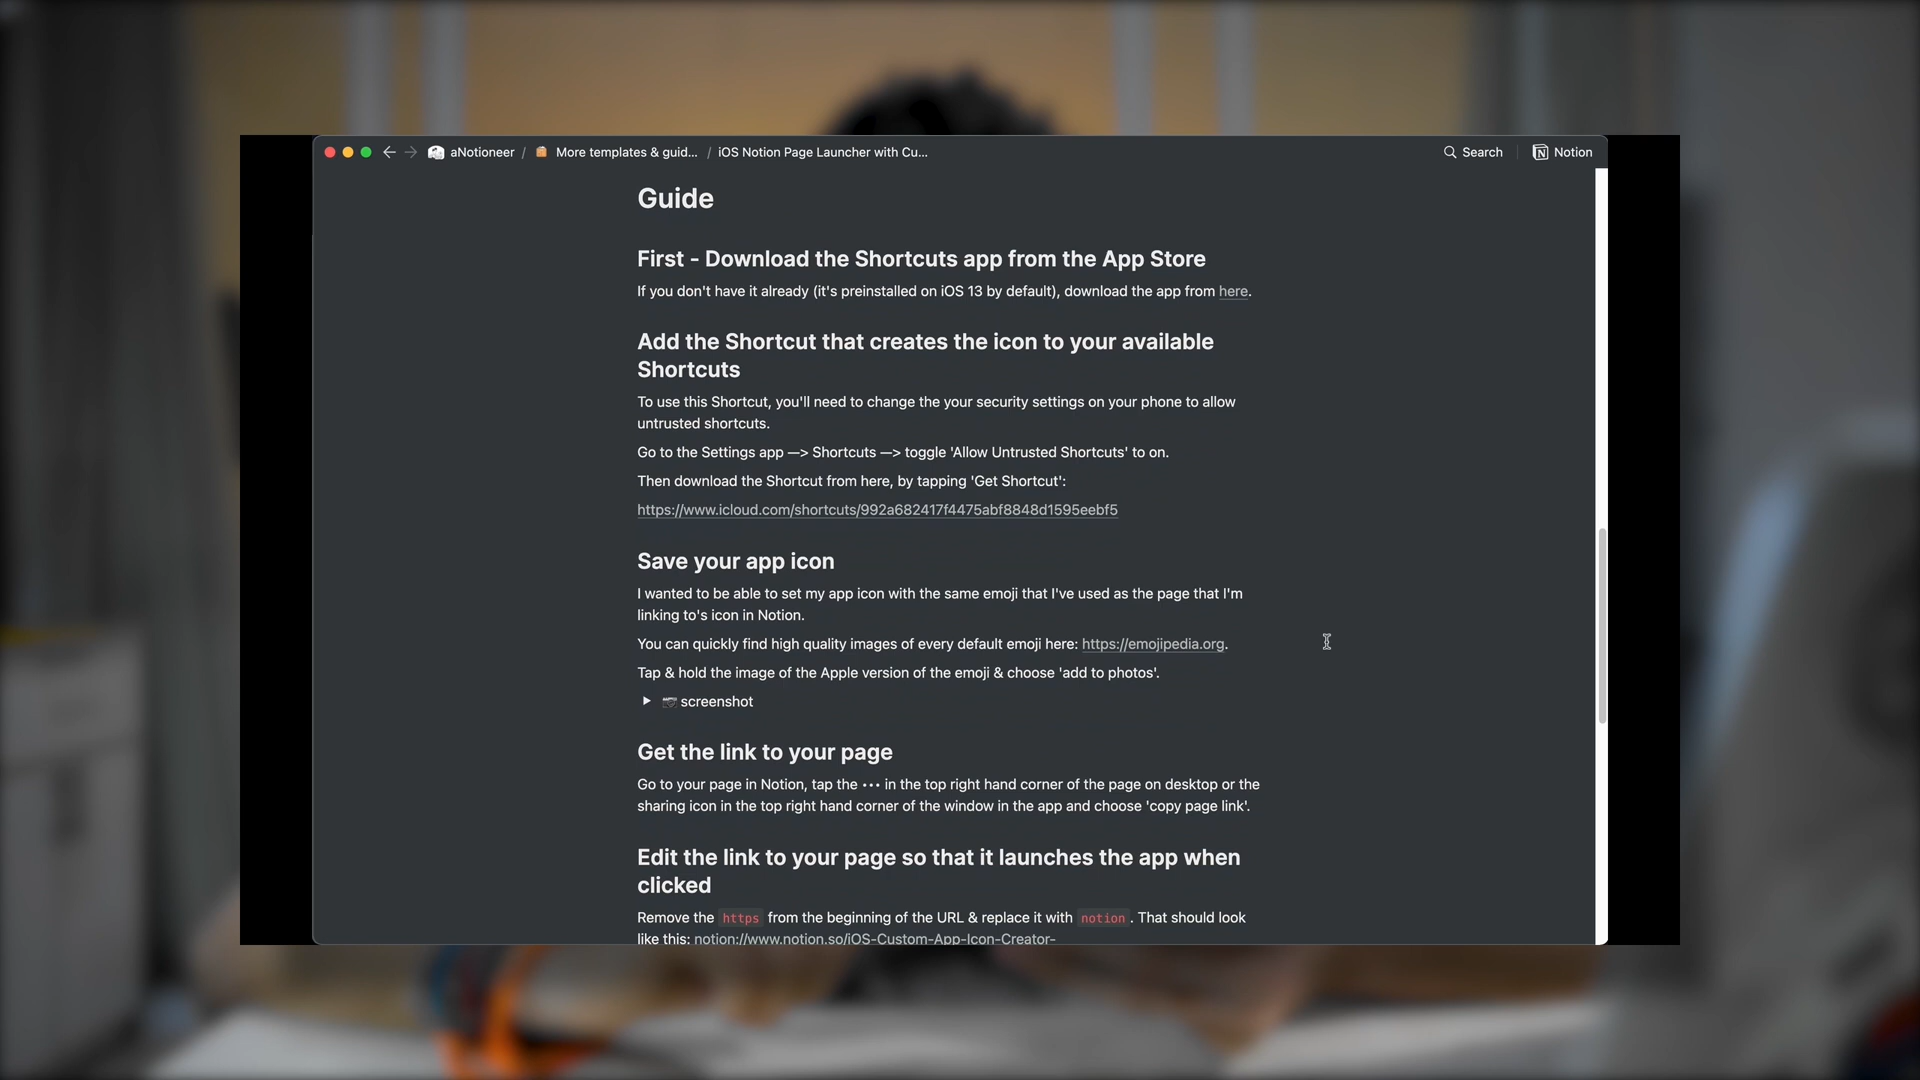 aNotioneer / More templates & guid... / iOS Notion Page Launcher with Cu... Search Notion
Guide
First - Download the Shortcuts app from the App Store
If you don't have it already (it's preinstalled on iOS 13 by default), download the app from here.
Add the Shortcut that creates the icon to your available
Shortcuts
To use this Shortcut, you'll need to change the your security settings on your phone to allow
untrusted shortcuts.
Go to the Settings app —> Shortcuts —> toggle 'Allow Untrusted Shortcuts' to on.
Then download the Shortcut from here, by tapping 'Get Shortcut':
https://www.icloud.com/shortcuts/992a682417f4475abf8848d1595eebf5
Save your app icon
I wanted to be able to set my app icon with the same emoji that I've used as the page that I'm
linking to's icon in Notion.
You can quickly find high quality images of every default emoji here: https://emojipedia.org.
Tap & hold the image of the Apple version of the emoji & choose 'add to photos'.
screenshot
Get the link to your page
Go to your page in Notion, tap the ••• in the top right hand corner of the page on desktop or the
sharing icon in the top right hand corner of the window in the app and choose 'copy page link'.
Edit the link to your page so that it launches the app when
clicked
Remove the https from the beginning of the URL & replace it with notion. That should look
like this: notion://www.notion.so/iOS-Custom-App-Icon-Creator-